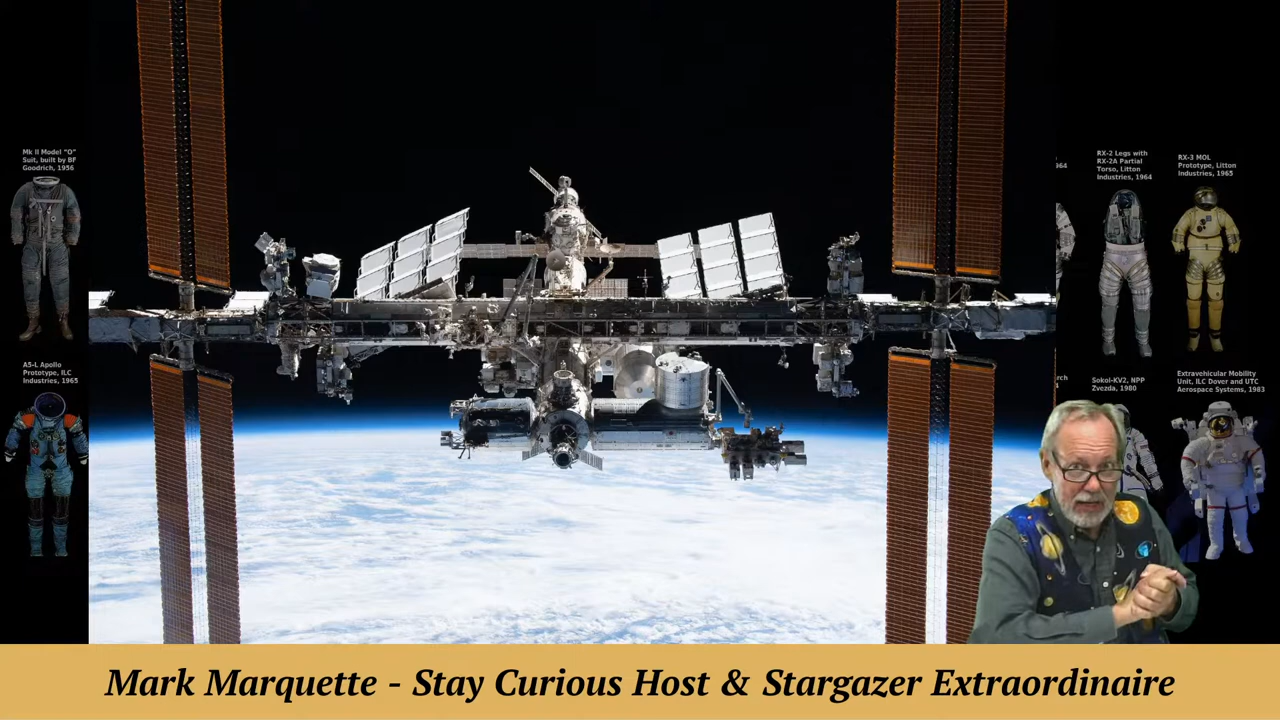 Mk II Model "O"
Suit, built by BF
Goodrich, 1956
A5-L Apollo
Prototype, ILC
Industries, 1965
RX-2 Legs with
RX-2A Partial
Torso, Litton
Industries, 1964
RX-3 MOL
Prototype, Litton
Industries, 1965
Sokol-KV2, NPP
Zvezda, 1980
Extravehicular Mobility
Unit, ILC Dover and UTC
Aerospace Systems, 1983
Mark Marquette - Stay Curious Host & Stargazer Extraordinaire